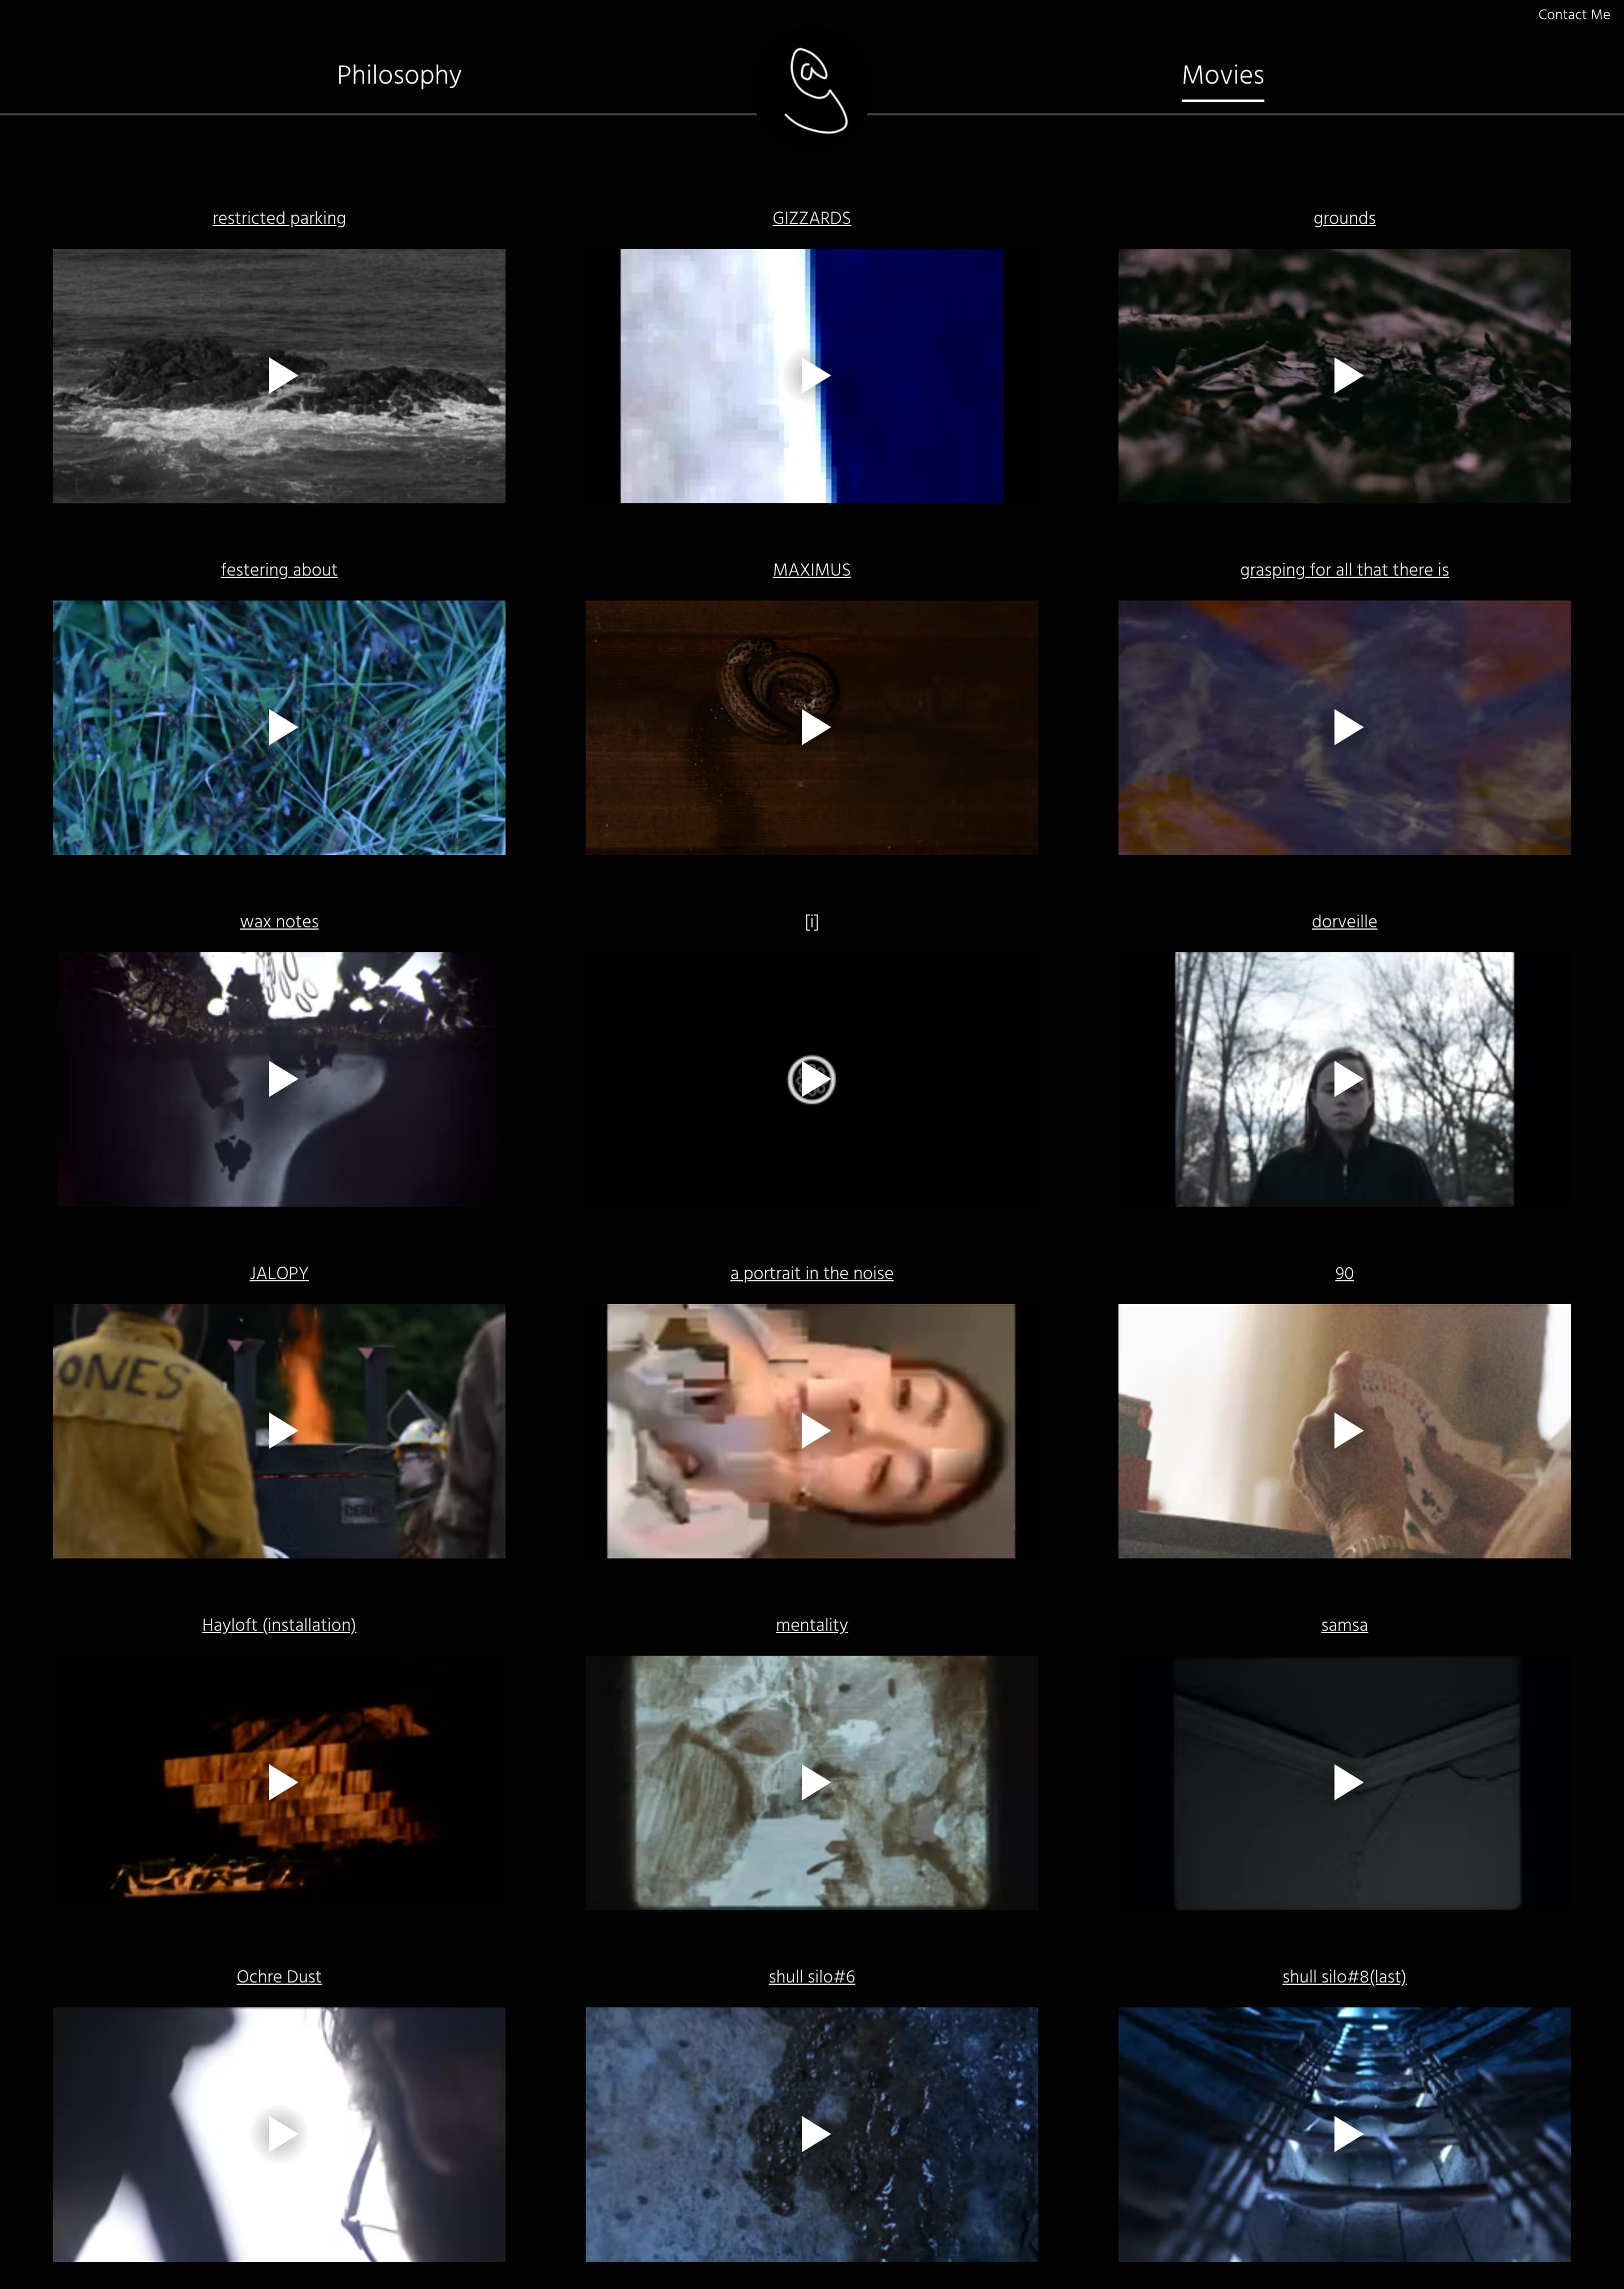 Contact Me
Philosophy
Movies
restricted parking
GIZZARDS
grounds
festering about
MAXIMUS
grasping for all that there is
wax notes
[i]
dorveille
JALOPY
a portrait in the noise
90
ONES
Hayloft (installation)
mentality
samsa
Ochre Dust
shull silo#6
shull silo#8(last)